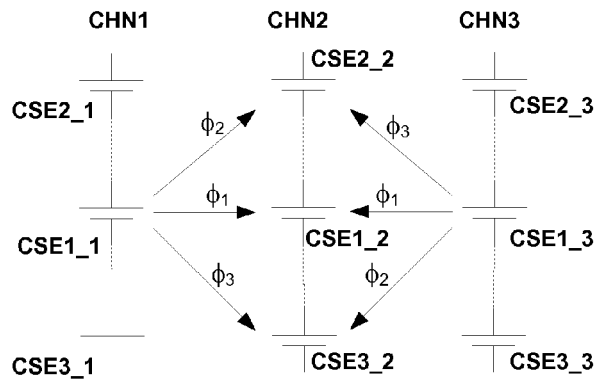 CHN1 CHN2 CHN3
CSE2_2
CSE2_1 CSE2_3
ϕ2 ϕ3
ϕ1 ϕ1
CSE1_1 CSE1_2 CSE1_3
ϕ3 ϕ2
CSE3_1 CSE3_2 CSE3_3